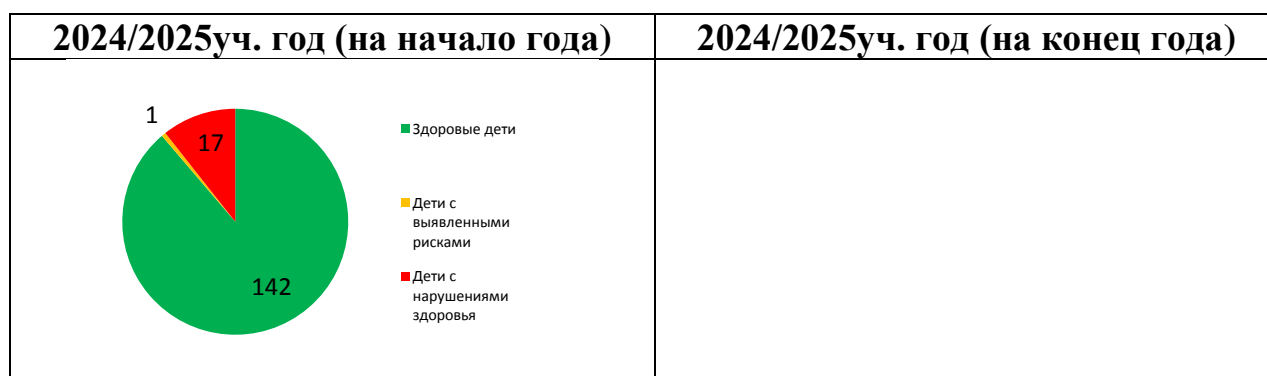 2024/2025уч. год (на начало года)
2024/2025уч. год (на конец года)
1
17
142
Здоровые дети
Дети с
выявленными
рисками
Дети с
нарушениями
здоровья